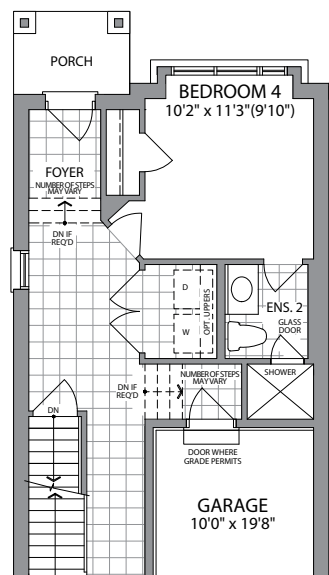 PORCH
BEDROOM 4
10'2" x 11'3"(9'10")
FOYER
NUMBER OF STEPS
MAY VARY
DN IF
REQ'D
D
W
OPT. UPPERS
ENS. 2
GLASS
DOOR
SHOWER
NUMBER OF STEPS
MAY VARY
DN IF
REQ'D
DN
DOOR WHERE
GRADE PERMITS
GARAGE
10'0" x 19'8"